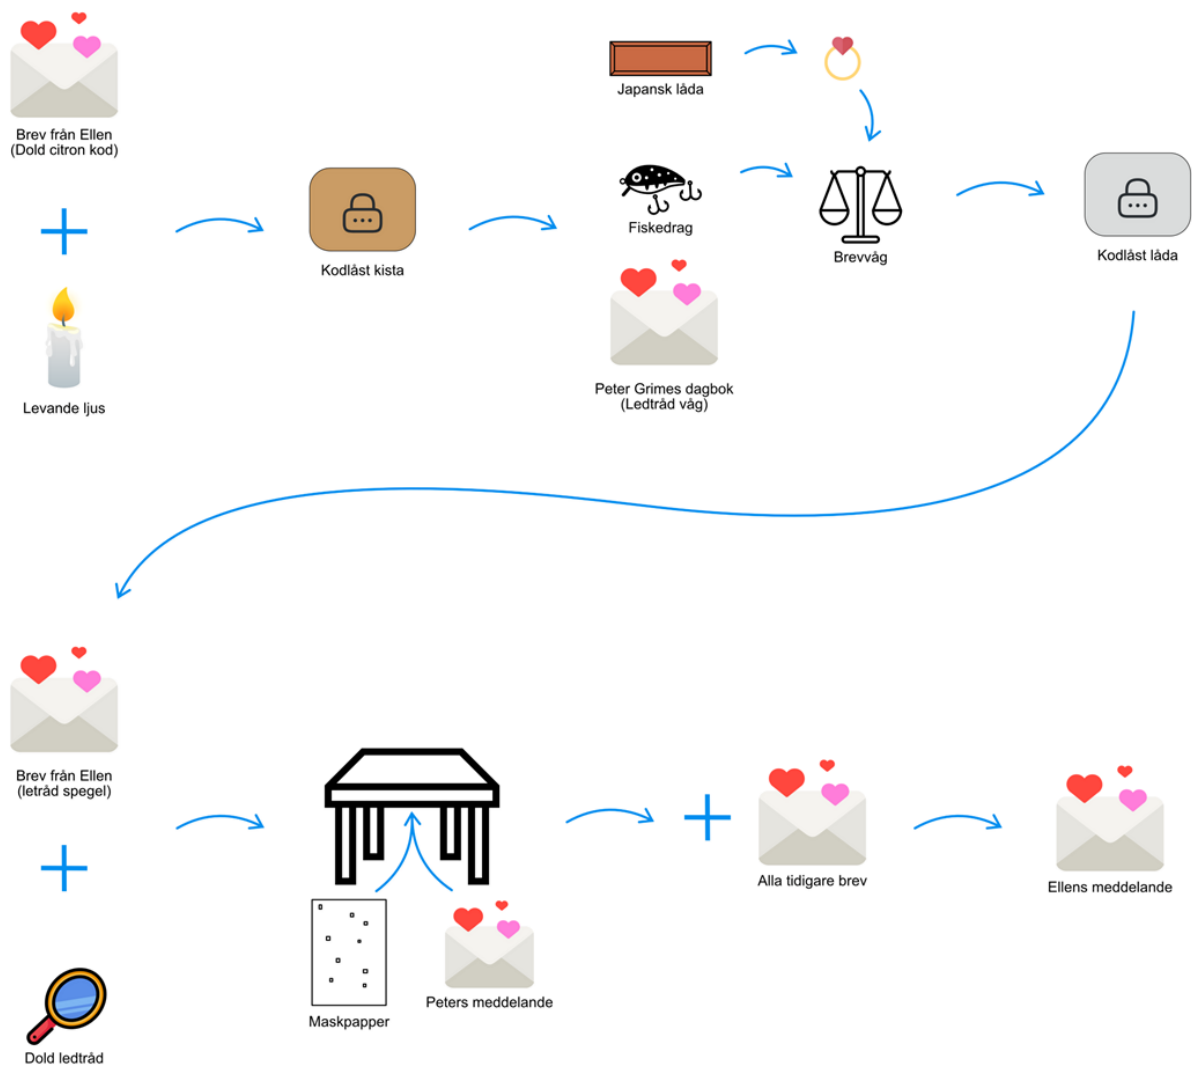 Brev från Ellen
(Dold citron kod)
Levande ljus
Kodlåst kista
Japansk låda
Fiskedrag
Peter Grimes dagbok
(Ledtråd våg)
Brevvåg
Kodlåst låda
Brev från Ellen
(letråd spegel)
Dold ledtråd
Maskpapper
Peters meddelande
Alla tidigare brev
Ellens meddelande